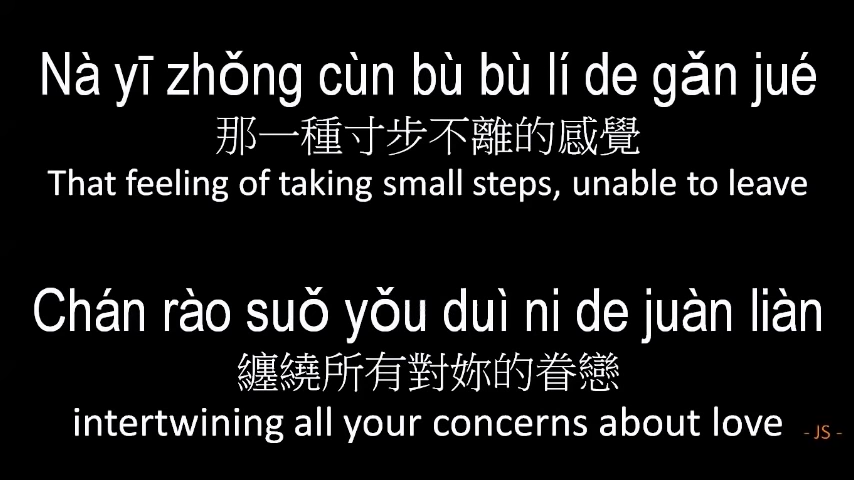 Nà yī zhǒng cùn bù bù lí de gǎn jué
那一種寸步不離的感覺
That feeling of taking small steps, unable to leave
Chán rào suǒ yǒu duì ni de juàn liàn
纏繞所有對妳的眷戀
intertwining all your concerns about love
- JS -